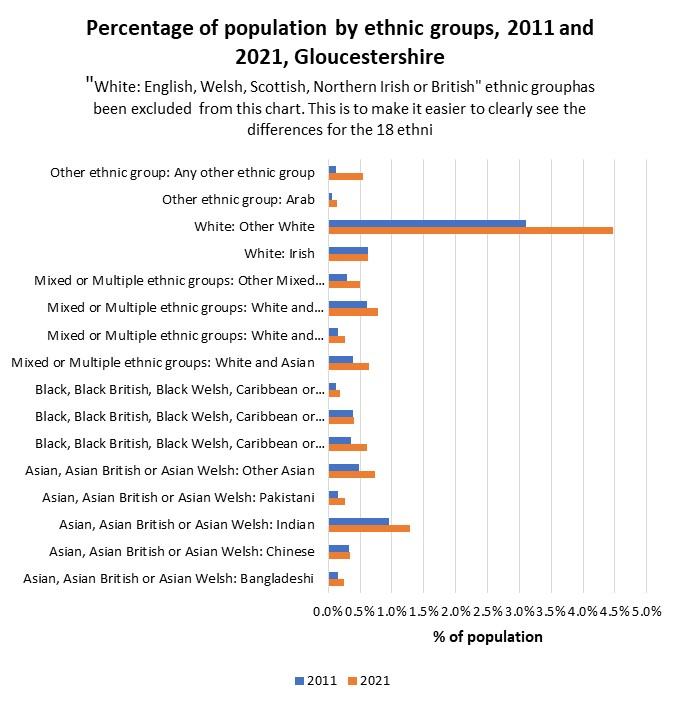 Percentage of population by ethnic groups, 2011 and
2021, Gloucestershire
"White: English, Welsh, Scottish, Northern Irish or British" ethnic grouphas
been excluded from this chart. This is to make it easier to clearly see the
differences for the 18 ethni
Other ethnic group: Any other ethnic group
Other ethnic group: Arab
White: Other White
White: Irish
Mixed or Multiple ethnic groups: Other Mixed...
Mixed or Multiple ethnic groups: White and...
Mixed or Multiple ethnic groups: White and...
Mixed or Multiple ethnic groups: White and Asian
Black, Black British, Black Welsh, Caribbean or...
Black, Black British, Black Welsh, Caribbean or...
Black, Black British, Black Welsh, Caribbean or...
Asian, Asian British or Asian Welsh: Other Asian
Asian, Asian British or Asian Welsh: Pakistani
Asian, Asian British or Asian Welsh: Indian
Asian, Asian British or Asian Welsh: Chinese
Asian, Asian British or Asian Welsh: Bangladeshi
0.0% 0.5% 1.0% 1.5% 2.0% 2.5% 3.0% 3.5% 4.0% 4.5% 5.0%
% of population
2011 2021